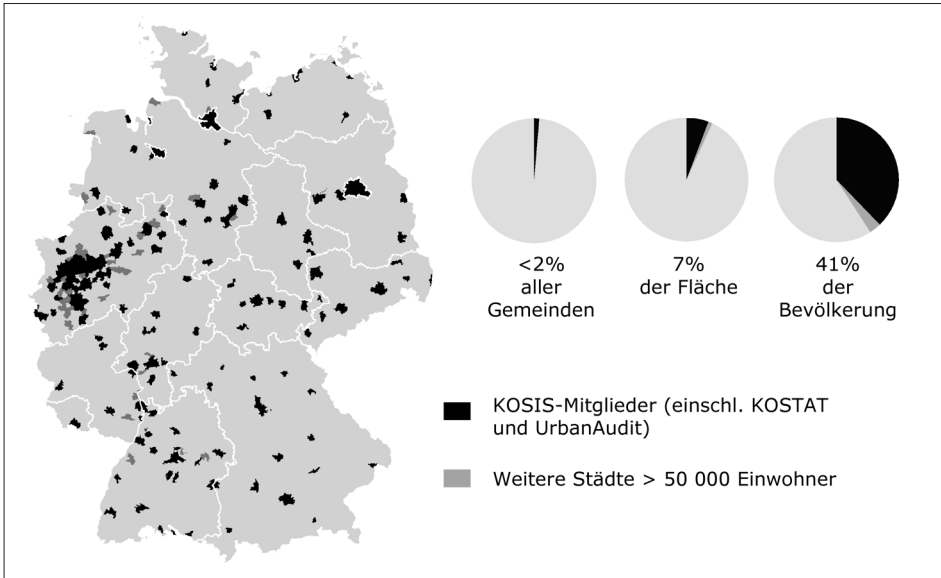 <2%
aller
Gemeinden
7%
der Fläche
41%
der
Bevölkerung
KOSIS-Mitglieder (einschl. KOSTAT
und UrbanAudit)
Weitere Städte > 50 000 Einwohner